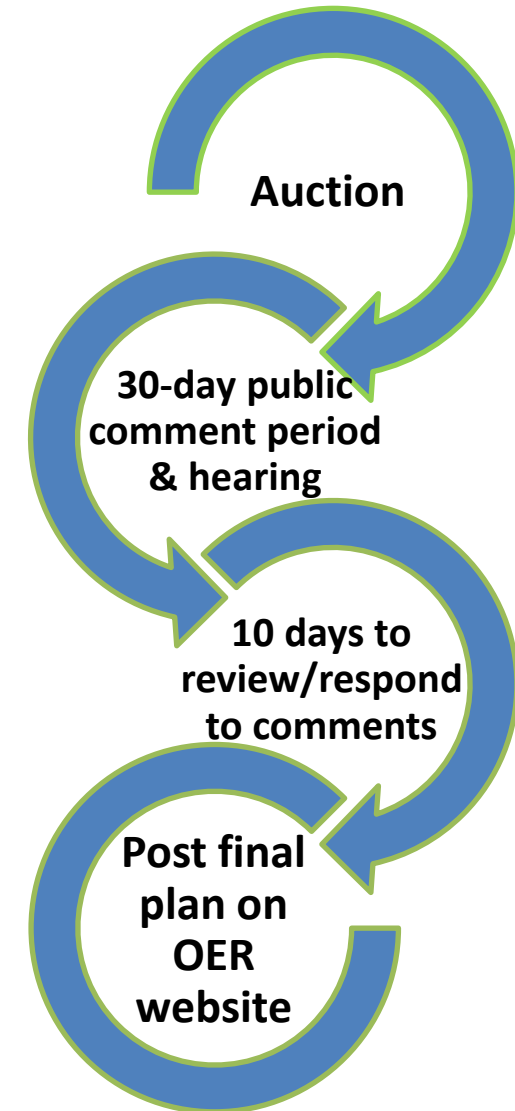 Auction
30-day public
comment period
& hearing
10 days to
review/respond
to comments
Post final
plan on
OER
website